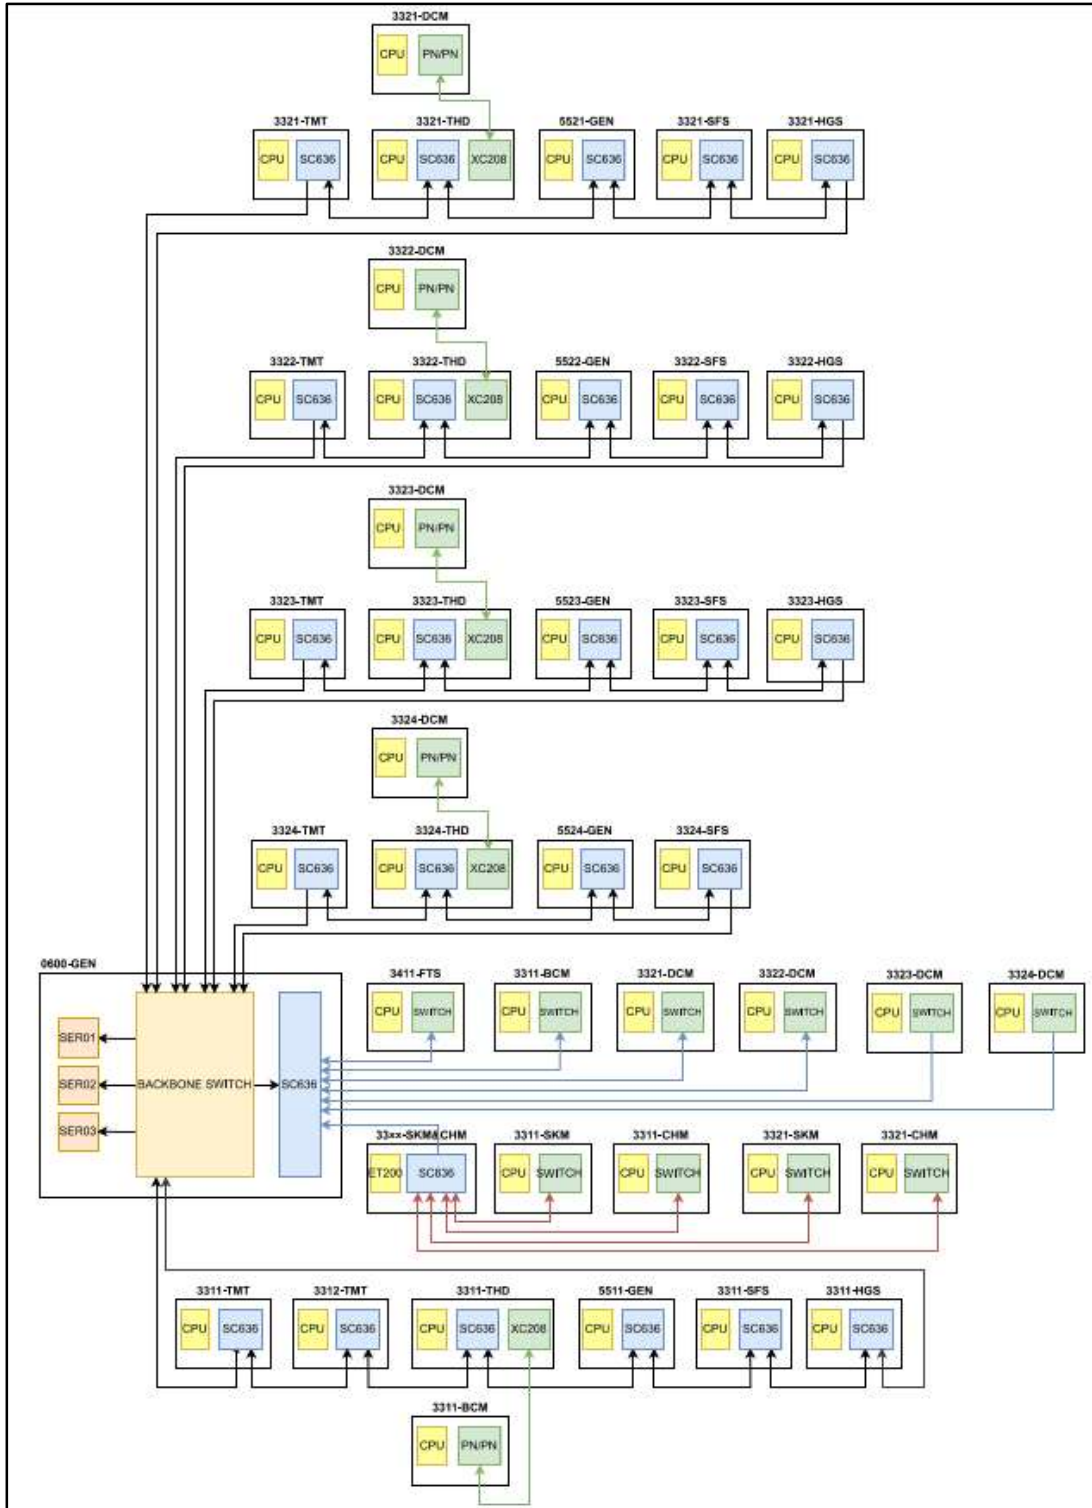 3321-DCM
CPU PN/PN
3321-TMT 3321-THD 5521-GEN 3321-SFS 3321-HGS
CPU SC636 CPU SC636 XC208 CPU SC636 CPU SC636 CPU SC636
3322-DCM
CPU PN/PN
3322-TMT 3322-THD 5522-GEN 3322-SFS 3322-HGS
CPU SC636 CPU SC636 XC208 CPU SC636 CPU SC636 CPU SC636
3323-DCM
CPU PN/PN
3323-TMT 3323-THD 5523-GEN 3323-SFS 3323-HGS
CPU SC636 CPU SC636 XC208 CPU SC636 CPU SC636 CPU SC636
3324-DCM
CPU PN/PN
3324-TMT 3324-THD 5524-GEN 3324-SFS
CPU SC636 CPU SC636 XC208 CPU SC636 CPU SC636
0600-GEN
3411-FTS 3311-BCM 3321-DCM 3322-DCM 3323-DCM 3324-DCM
CPU SWITCH CPU SWITCH CPU SWITCH CPU SWITCH CPU SWITCH CPU SWITCH
SER01
SER02 BACKBONE SWITCH SC636
SER03
33xx-SKM&CHM 3311-SKM 3311-CHM 3321-SKM 3321-CHM
ET200 SC636 CPU SWITCH CPU SWITCH CPU SWITCH CPU SWITCH
3311-TMT 3312-TMT 3311-THD 5511-GEN 3311-SFS 3311-HGS
CPU SC636 CPU SC636 CPU SC636 XC208 CPU SC636 CPU SC636 CPU SC636
3311-BCM
CPU PN/PN